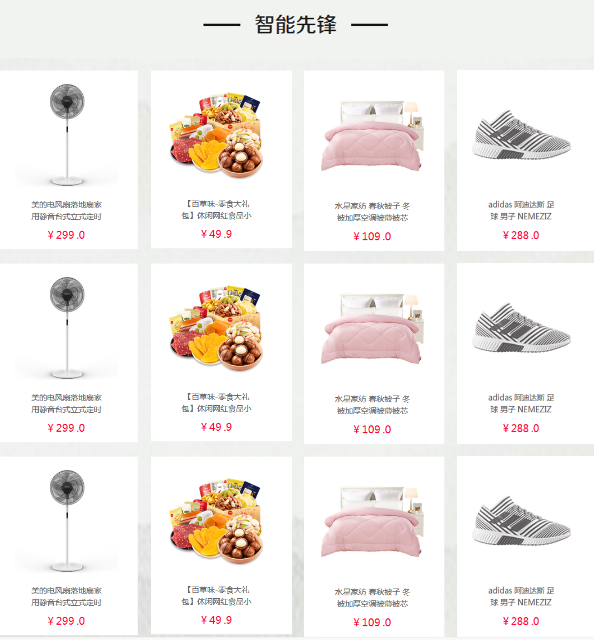 智能先锋
美的电风扇落地扇家
用静音台式立式定时
￥299.0
【百草味-零食大礼
包】休闲网红食品小
￥49.9
水星家纺 春秋被子 冬
被加厚空调被芯
￥109.0
adidas 阿迪达斯 足
球 男子 NEMEZIZ
￥288.0
美的电风扇落地扇家
用静音台式立式定时
￥299.0
【百草味-零食大礼
包】休闲网红食品小
￥49.9
水星家纺 春秋被子 冬
被加厚空调被芯
￥109.0
adidas 阿迪达斯 足
球 男子 NEMEZIZ
￥288.0
美的电风扇落地扇家
用静音台式立式定时
￥299.0
【百草味-零食大礼
包】休闲网红食品小
￥49.9
水星家纺 春秋被子 冬
被加厚空调被芯
￥109.0
adidas 阿迪达斯 足
球 男子 NEMEZIZ
￥288.0